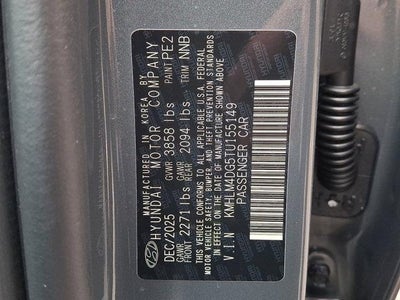 MANUFACTURED IN KOREA BY
HYUNDAI MOTOR COMPANY
DEC/2025 GVWR 3858 lbs PAINT PE2
GAWR FRONT 2271 lbs GAWR REAR 2094 lbs TRIM NNB
THIS VEHICLE CONFORMS TO ALL APPLICABLE U.S.A. FEDERAL
MOTOR VEHICLE SAFETY, BUMPER, AND THEFT PREVENTION STANDARDS
IN EFFECT ON THE DATE OF MANUFACTURE SHOWN ABOVE
V.I.N KMHLM4DG5TU155149
PASSENGER CAR